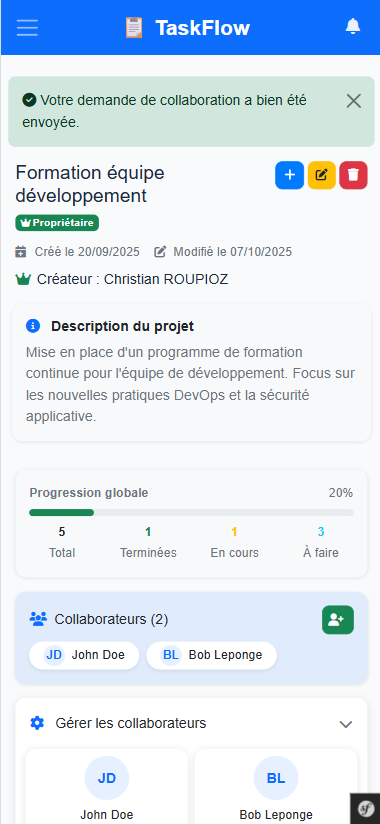 TaskFlow
Votre demande de collaboration a bien été
envoyée.
Formation équipe
développement
Propriétaire
Créé le 20/09/2025 Modifié le 07/10/2025
Créateur : Christian ROUPIOZ
Description du projet
Mise en place d'un programme de formation
continue pour l'équipe de développement. Focus sur
les nouvelles pratiques DevOps et la sécurité
applicative.
Progression globale 20%
5 1 1 3
Total Terminées En cours À faire
Collaborateurs (2)
JD John Doe BL Bob Leponge
Gérer les collaborateurs
JD BL
John Doe Bob Leponge
sf